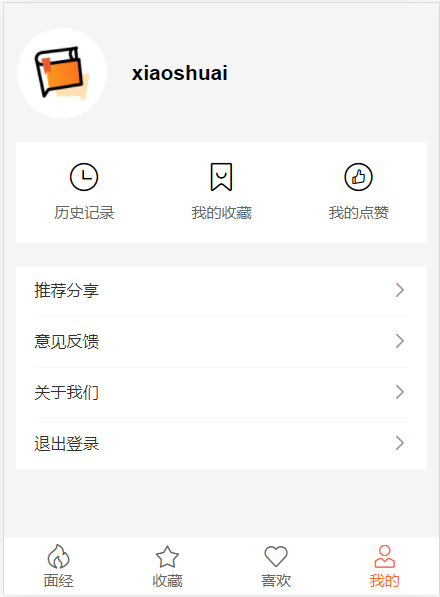 xiaoshuai
历史记录 我的收藏 我的点赞
推荐分享
意见反馈
关于我们
退出登录
面经 收藏 喜欢 我的